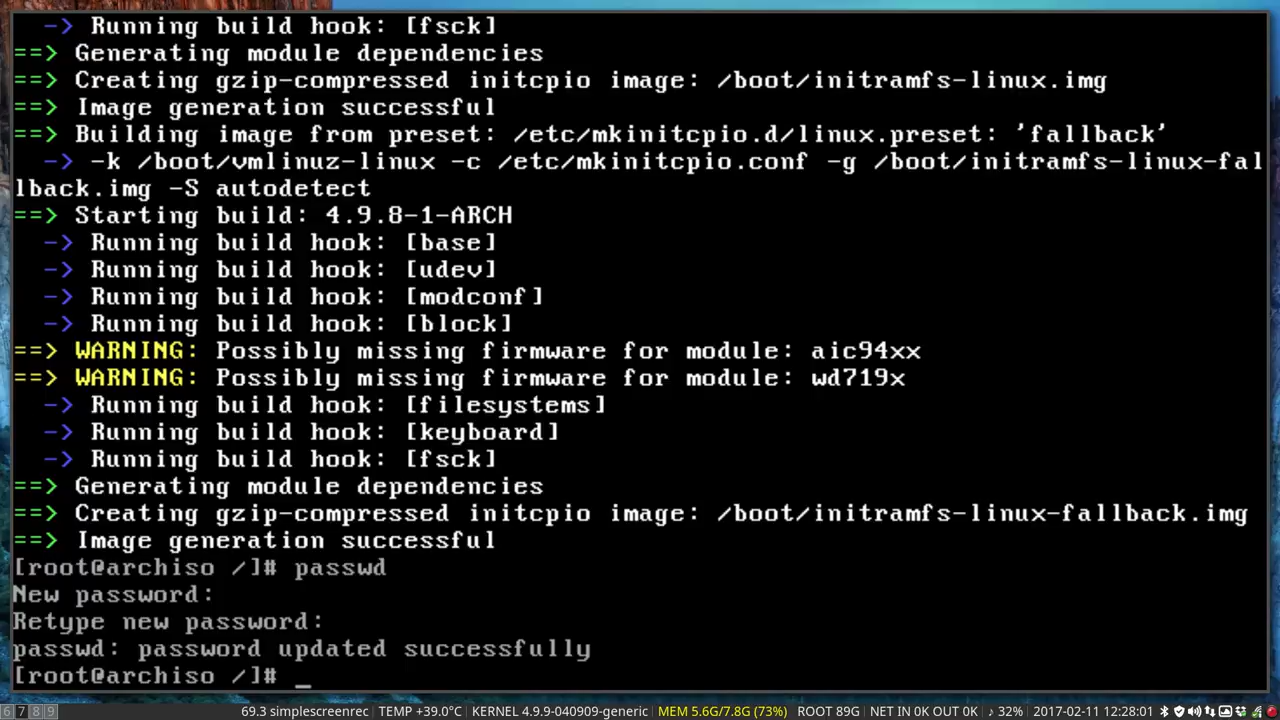 -> Running build hook: [fsck]
==> Generating module dependencies
==> Creating gzip-compressed initcpio image: /boot/initramfs-linux.img
==> Image generation successful
==> Building image from preset: /etc/mkinitcpio.d/linux.preset: 'fallback'
-> -k /boot/vmlinuz-linux -c /etc/mkinitcpio.conf -g /boot/initramfs-linux-fal
lback.img -S autodetect
==> Starting build: 4.9.8-1-ARCH
-> Running build hook: [base]
-> Running build hook: [udev]
-> Running build hook: [modconf]
-> Running build hook: [block]
==> WARNING: Possibly missing firmware for module: aic94xx
==> WARNING: Possibly missing firmware for module: wd719x
-> Running build hook: [filesystems]
-> Running build hook: [keyboard]
-> Running build hook: [fsck]
==> Generating module dependencies
==> Creating gzip-compressed initcpio image: /boot/initramfs-linux-fallback.img
==> Image generation successful
[root@archiso /]# passwd
New password:
Retype new password:
passwd: password updated successfully
[root@archiso /]# _
6 7 8 9 69.3 simplescreenrec TEMP +39.0°C KERNEL 4.9.9-040909-generic MEM 5.6G/7.8G (73%) ROOT 89G NET IN 0K OUT 0K ♪ 32% 2017-02-11 12:28:01